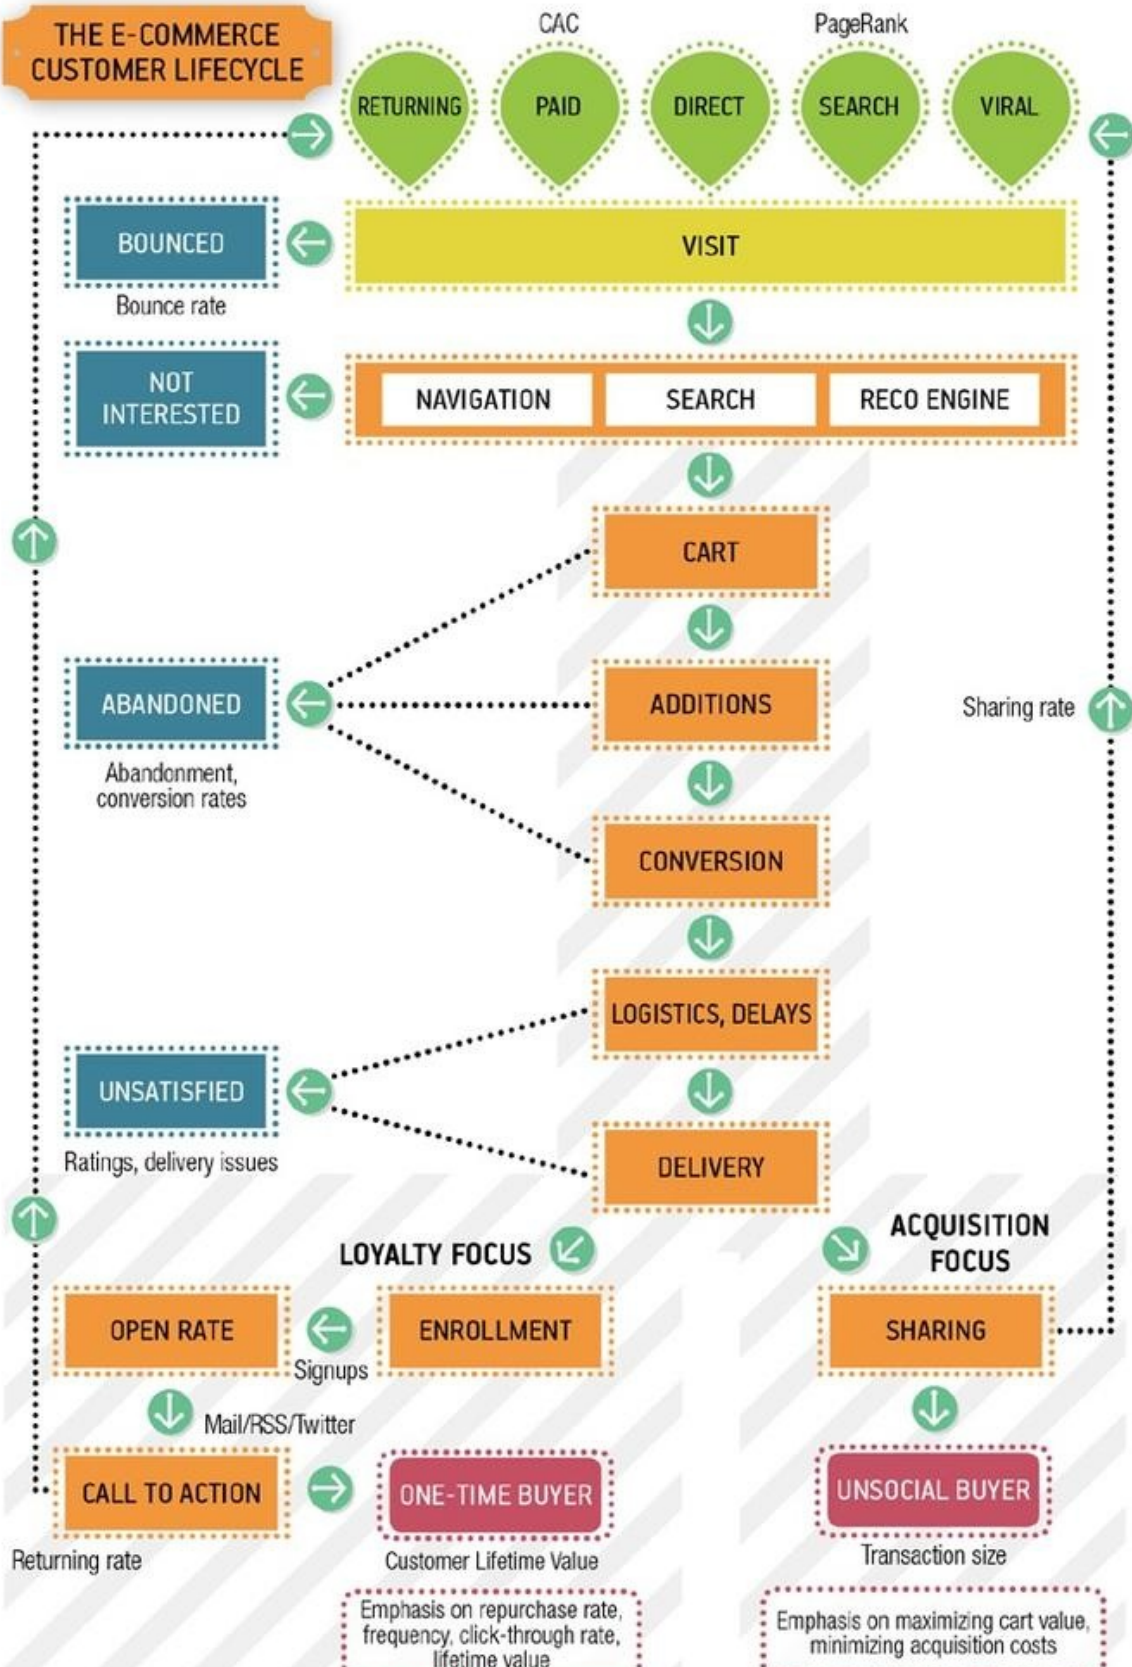 THE E-COMMERCE
CUSTOMER LIFECYCLE
CAC
PageRank
RETURNING
PAID
DIRECT
SEARCH
VIRAL
BOUNCED
VISIT
Bounce rate
NOT
INTERESTED
NAVIGATION
SEARCH
RECO ENGINE
CART
ABANDONED
ADDITIONS
Sharing rate
Abandonment,
conversion rates
CONVERSION
LOGISTICS, DELAYS
UNSATISFIED
Ratings, delivery issues
DELIVERY
LOYALTY FOCUS
ACQUISITION
FOCUS
OPEN RATE
Signups
ENROLLMENT
SHARING
Mail/RSS/Twitter
CALL TO ACTION
ONE-TIME BUYER
UNSOCIAL BUYER
Returning rate
Customer Lifetime Value
Transaction size
Emphasis on repurchase rate,
frequency, click-through rate,
lifetime value
Emphasis on maximizing cart value,
minimizing acquisition costs